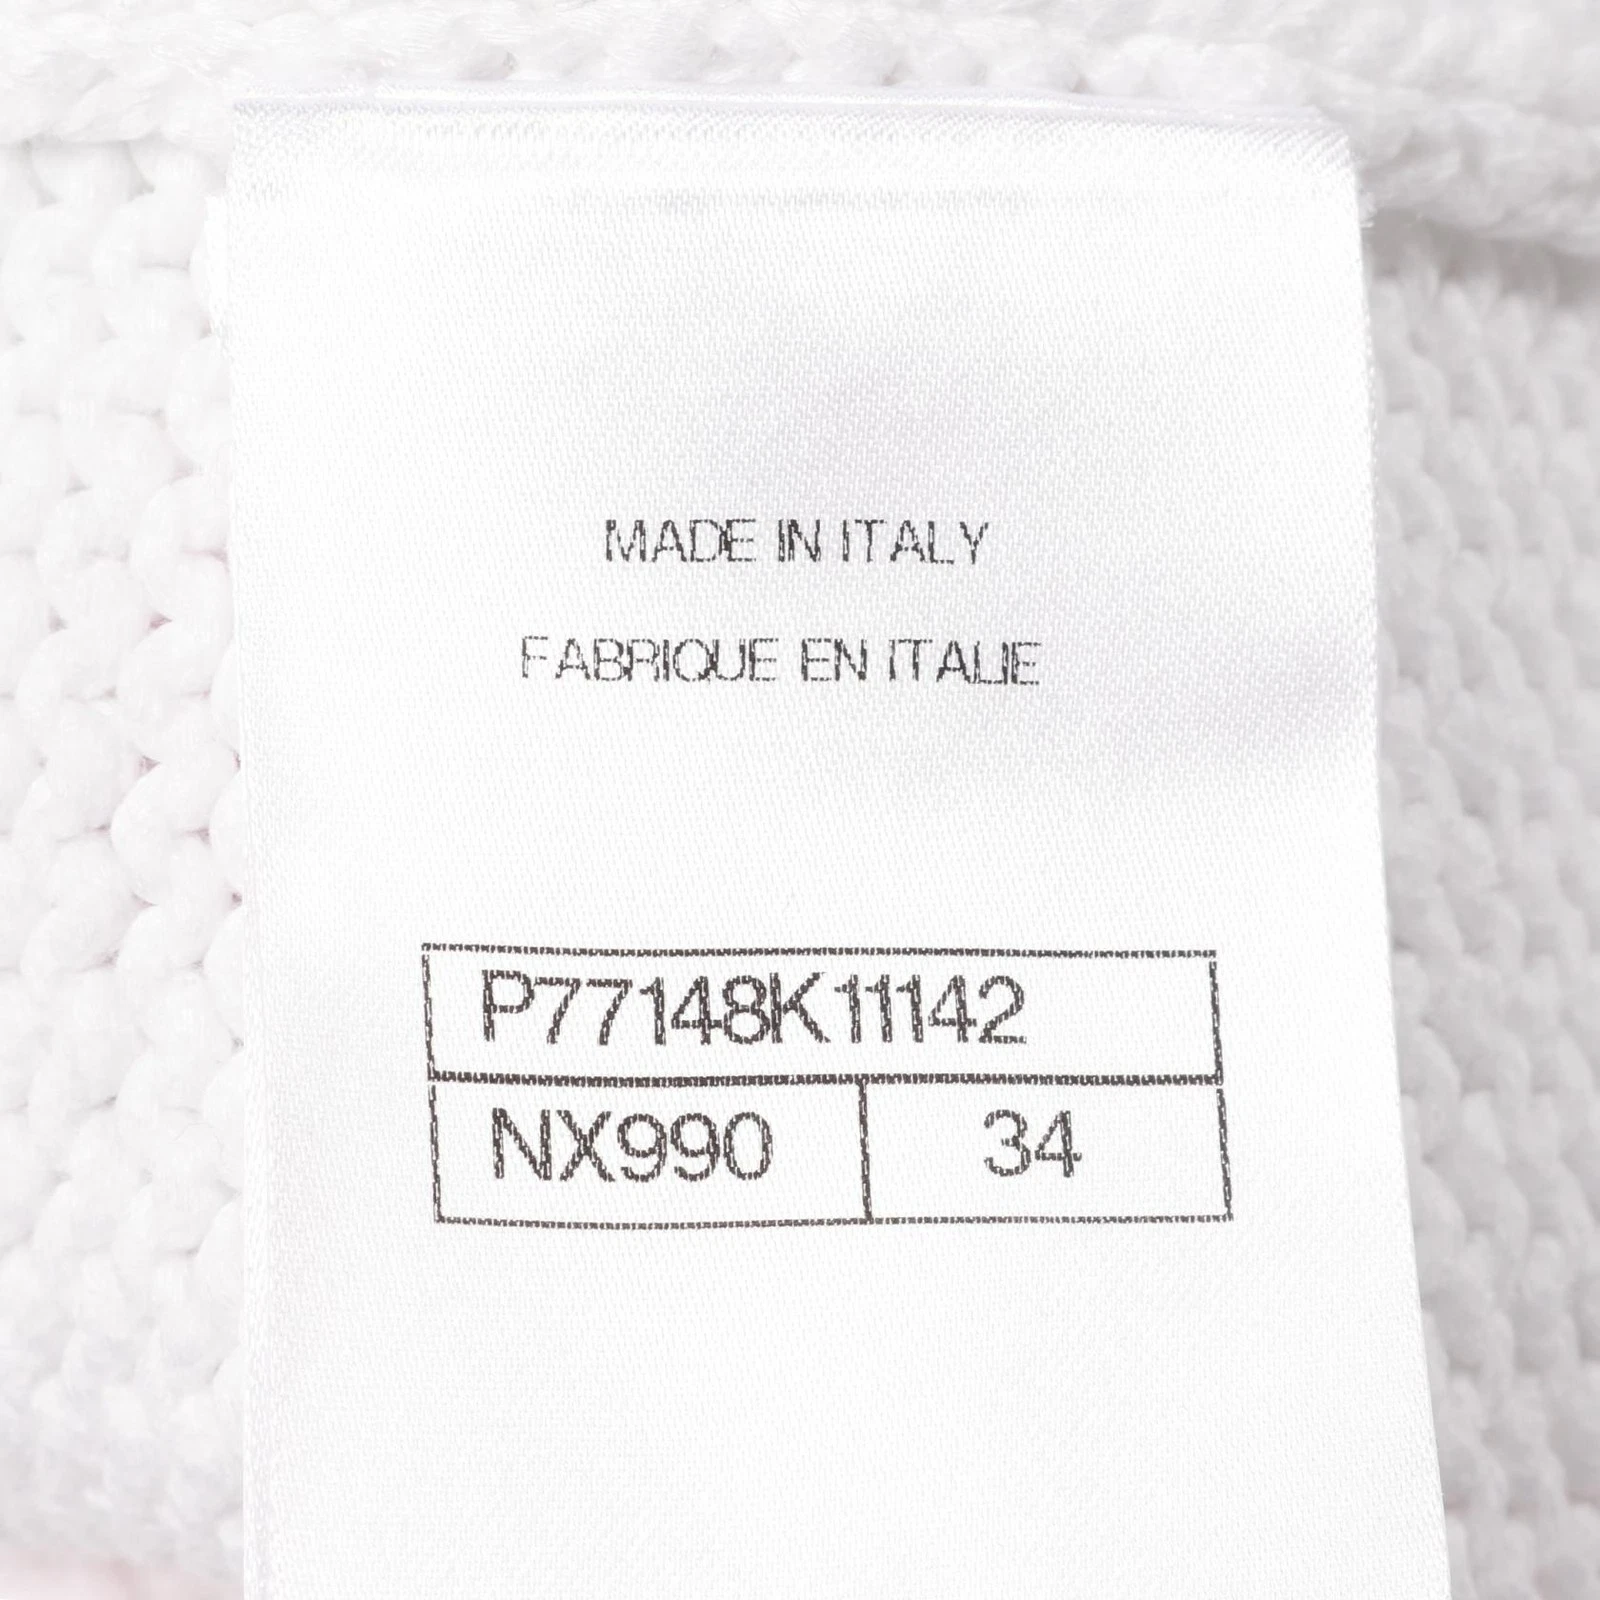 MADE IN ITALY
FABRIQUE EN ITALIE
P77148K11142
NX990 34